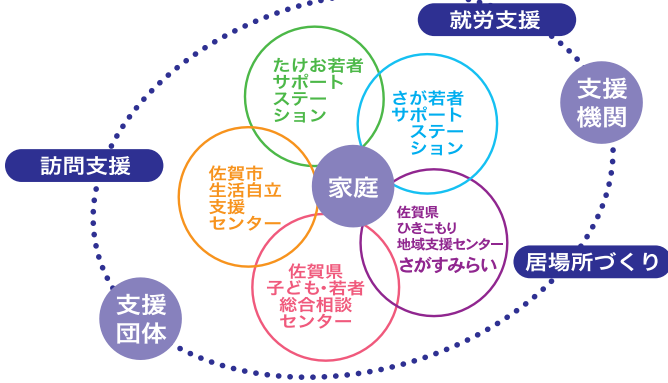 就労支援
支援
機関
たけお若者
サポート
ステー
ション
さが若者
サポート
ステー
ション
訪問支援
佐賀市
生活自立
支援
センター
家庭
佐賀県
ひきこもり
地域支援センター
さがすみらい
居場所づくり
佐賀県
子ども・若者
総合相談
センター
支援
団体